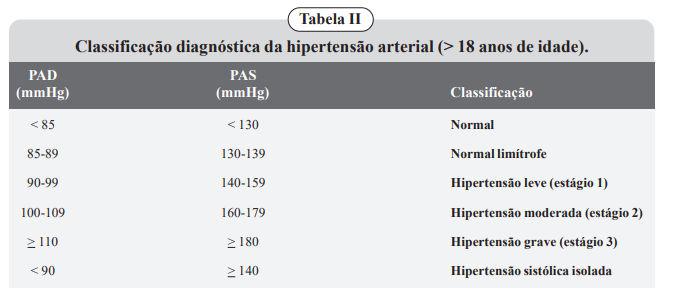 Tabela II
Classificação diagnóstica da hipertensão arterial (> 18 anos de idade).
PAD PAS
(mmHg) (mmHg) Classificação
< 85 < 130 Normal
85-89 130-139 Normal limítrofe
90-99 140-159 Hipertensão leve (estágio 1)
100-109 160-179 Hipertensão moderada (estágio 2)
≥ 110 ≥ 180 Hipertensão grave (estágio 3)
< 90 ≥ 140 Hipertensão sistólica isolada